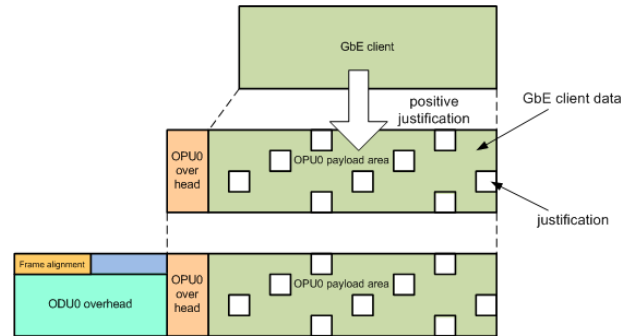 GbE client
positive
justification
GbE client data
OPU0
over
head
OPU0 payload area
justification
Frame alignment
ODU0 overhead
OPU0
over
head
OPU0 payload area